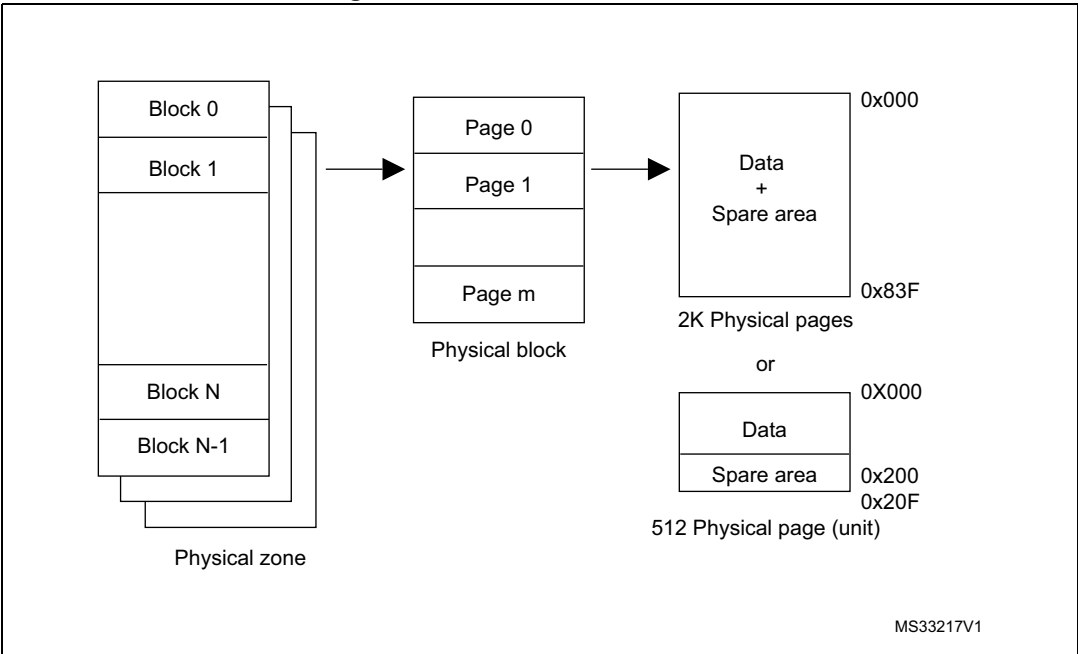 Block 0
Block 1
Block N
Block N-1
Physical zone
Page 0
Page 1
Page m
Physical block
0x000
Data
+
Spare area
0x83F
2K Physical pages
or
0X000
Data
Spare area
0x200
0x20F
512 Physical page (unit)
MS33217V1